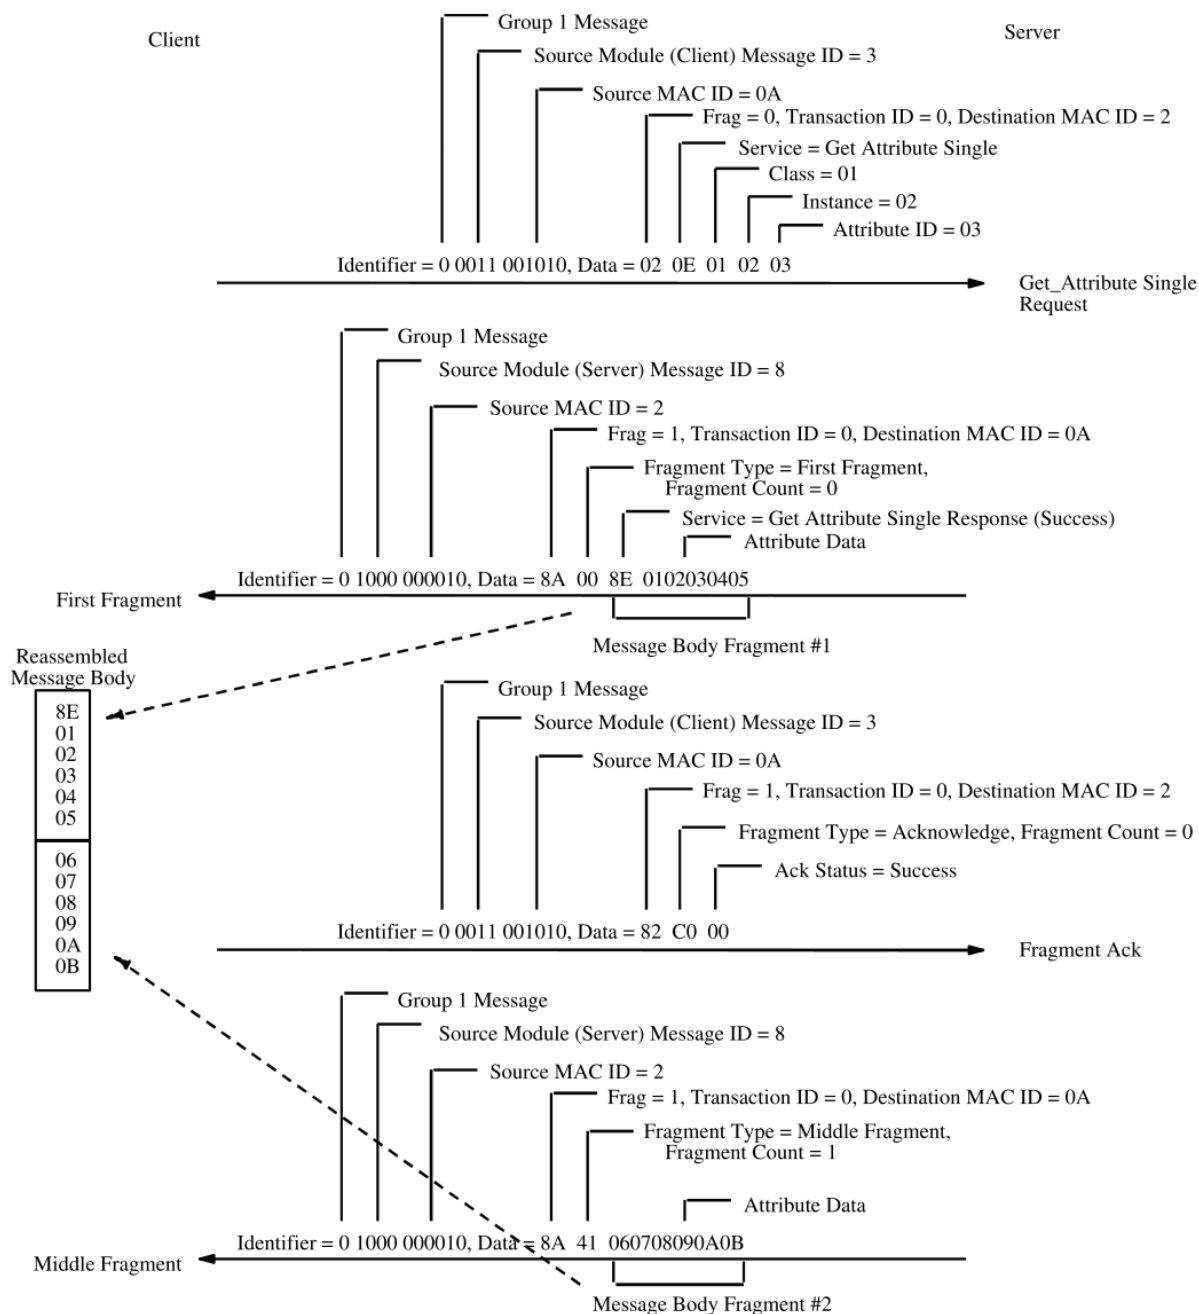 Client
Server
Group 1 Message
Source Module (Client) Message ID = 3
Source MAC ID = 0A
Frag = 0, Transaction ID = 0, Destination MAC ID = 2
Service = Get Attribute Single
Class = 01
Instance = 02
Attribute ID = 03
Identifier = 0 0011 001010, Data = 02 0E 01 02 03
Get_Attribute Single
Request
Group 1 Message
Source Module (Server) Message ID = 8
Source MAC ID = 2
Frag = 1, Transaction ID = 0, Destination MAC ID = 0A
Fragment Type = First Fragment,
Fragment Count = 0
Service = Get Attribute Single Response (Success)
Attribute Data
Identifier = 0 1000 000010, Data = 8A 00 8E 0102030405
First Fragment
Message Body Fragment #1
Reassembled
Message Body
8E
01
02
03
04
05
06
07
08
09
0A
0B
Group 1 Message
Source Module (Client) Message ID = 3
Source MAC ID = 0A
Frag = 1, Transaction ID = 0, Destination MAC ID = 2
Fragment Type = Acknowledge, Fragment Count = 0
Ack Status = Success
Identifier = 0 0011 001010, Data = 82 C0 00
Fragment Ack
Group 1 Message
Source Module (Server) Message ID = 8
Source MAC ID = 2
Frag = 1, Transaction ID = 0, Destination MAC ID = 0A
Fragment Type = Middle Fragment,
Fragment Count = 1
Attribute Data
Identifier = 0 1000 000010, Data = 8A 41 060708090A0B
Middle Fragment
Message Body Fragment #2